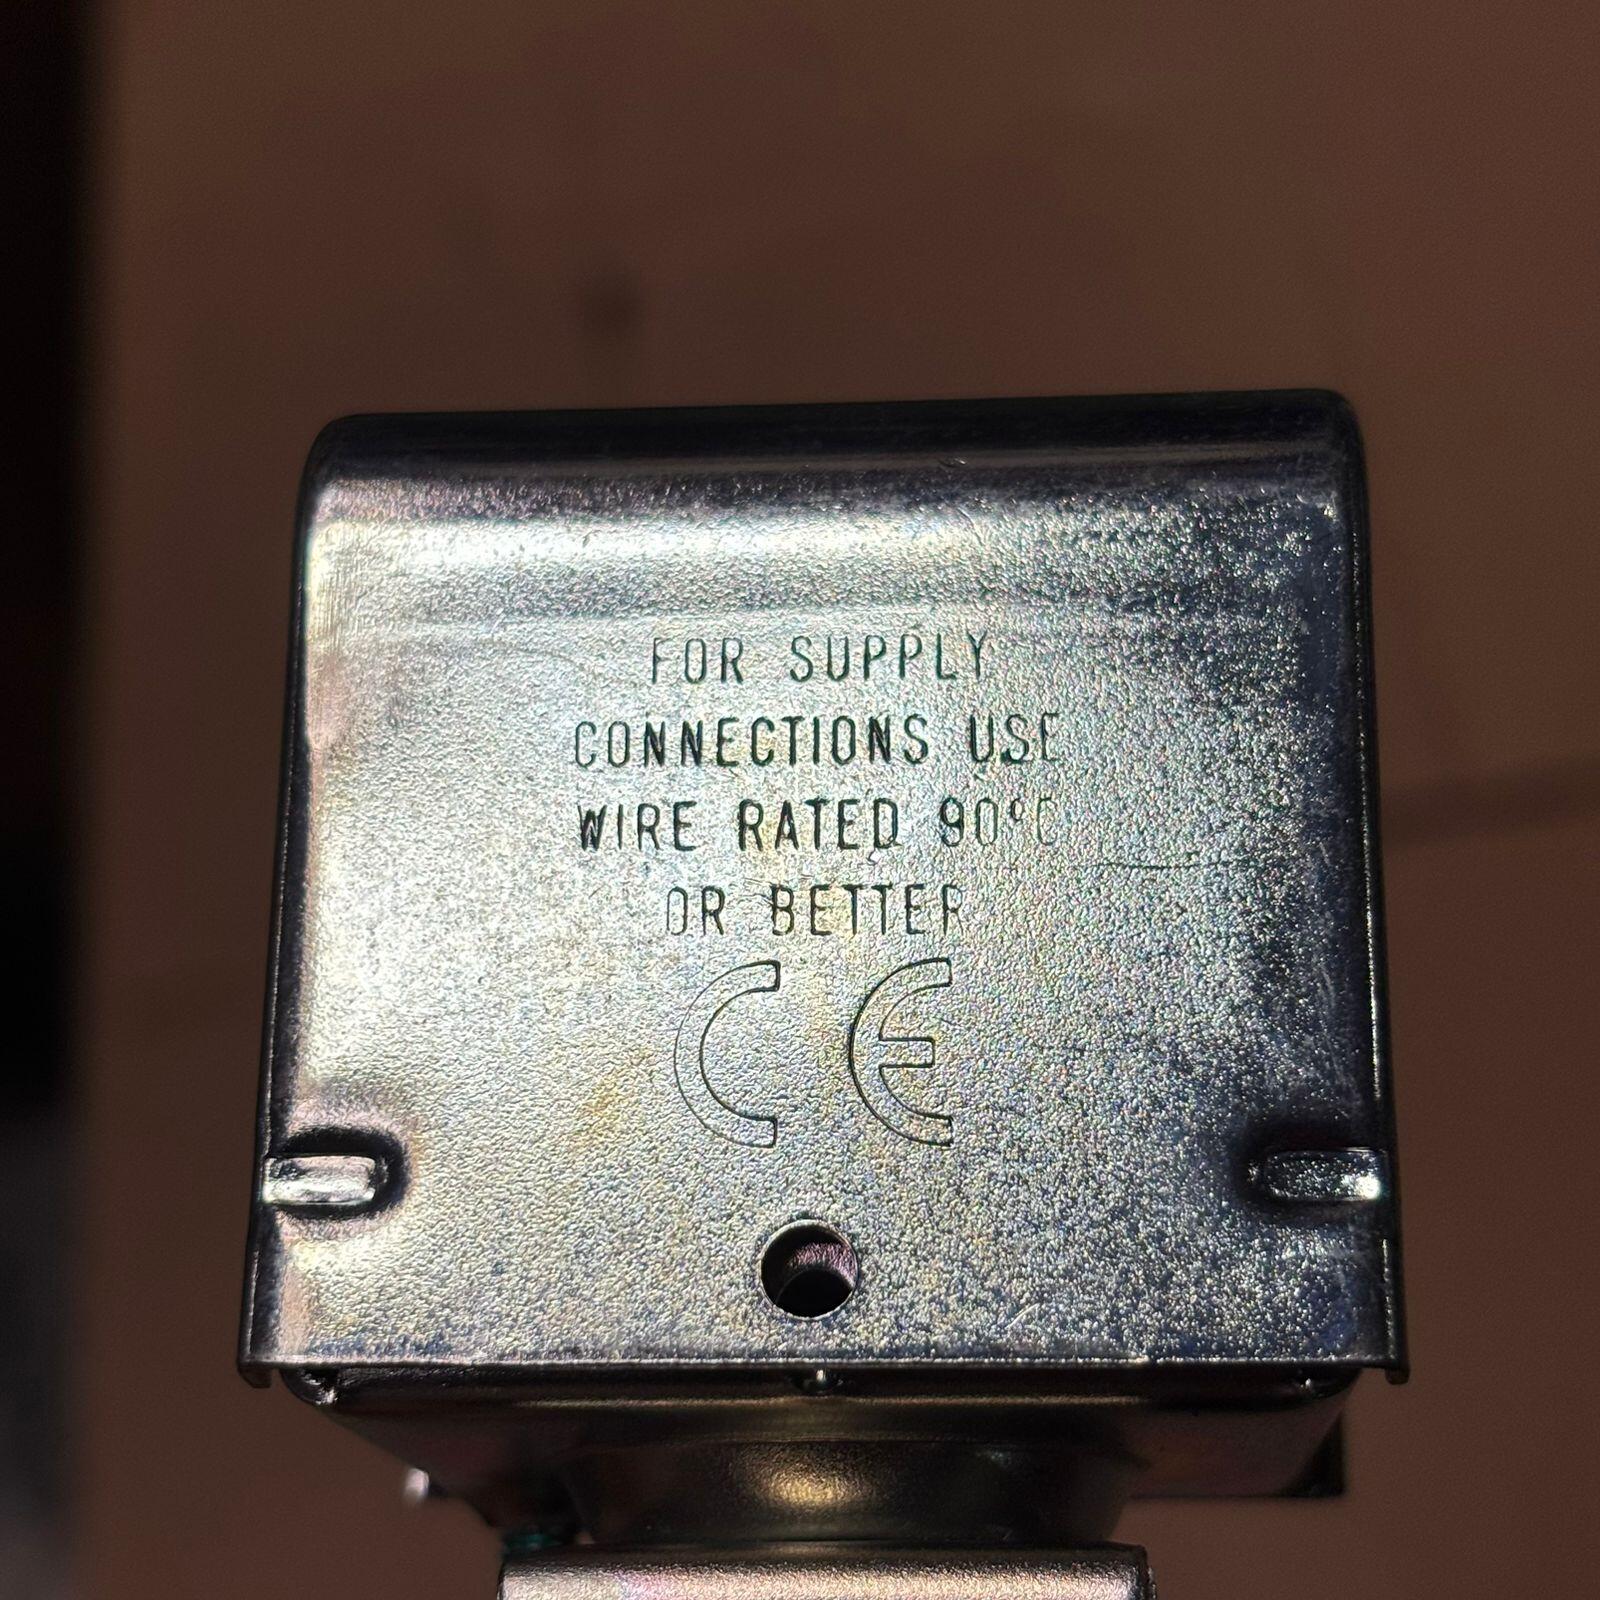 FOR SUPPLY
CONNECTIONS USE
WIRE RATED 90°C
OR BETTER
CE